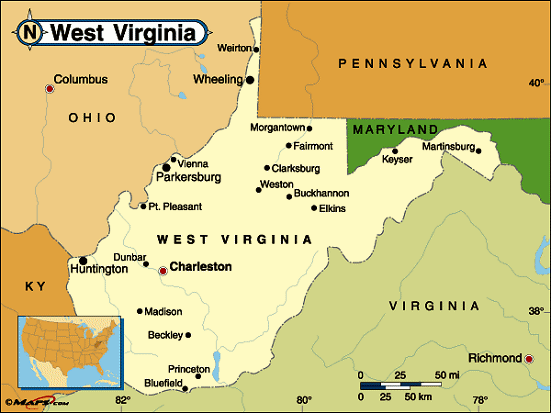 N West Virginia
Weirton
Wheeling
PENNSYLVANIA
Columbus
40°
OHIO
Morgantown
MARYLAND
Fairmont
Martinsburg
Keyser
Vienna
Parkersburg
Clarksburg
Weston
Buckhannon
Elkins
Pt. Pleasant
WEST VIRGINIA
Dunbar
Charleston
Huntington
KY
VIRGINIA
Madison
38°
Beckley
Richmond
Princeton
Bluefield
0 25 50 mi
0 25 50 km
MAPS.COM
82°
80°
78°